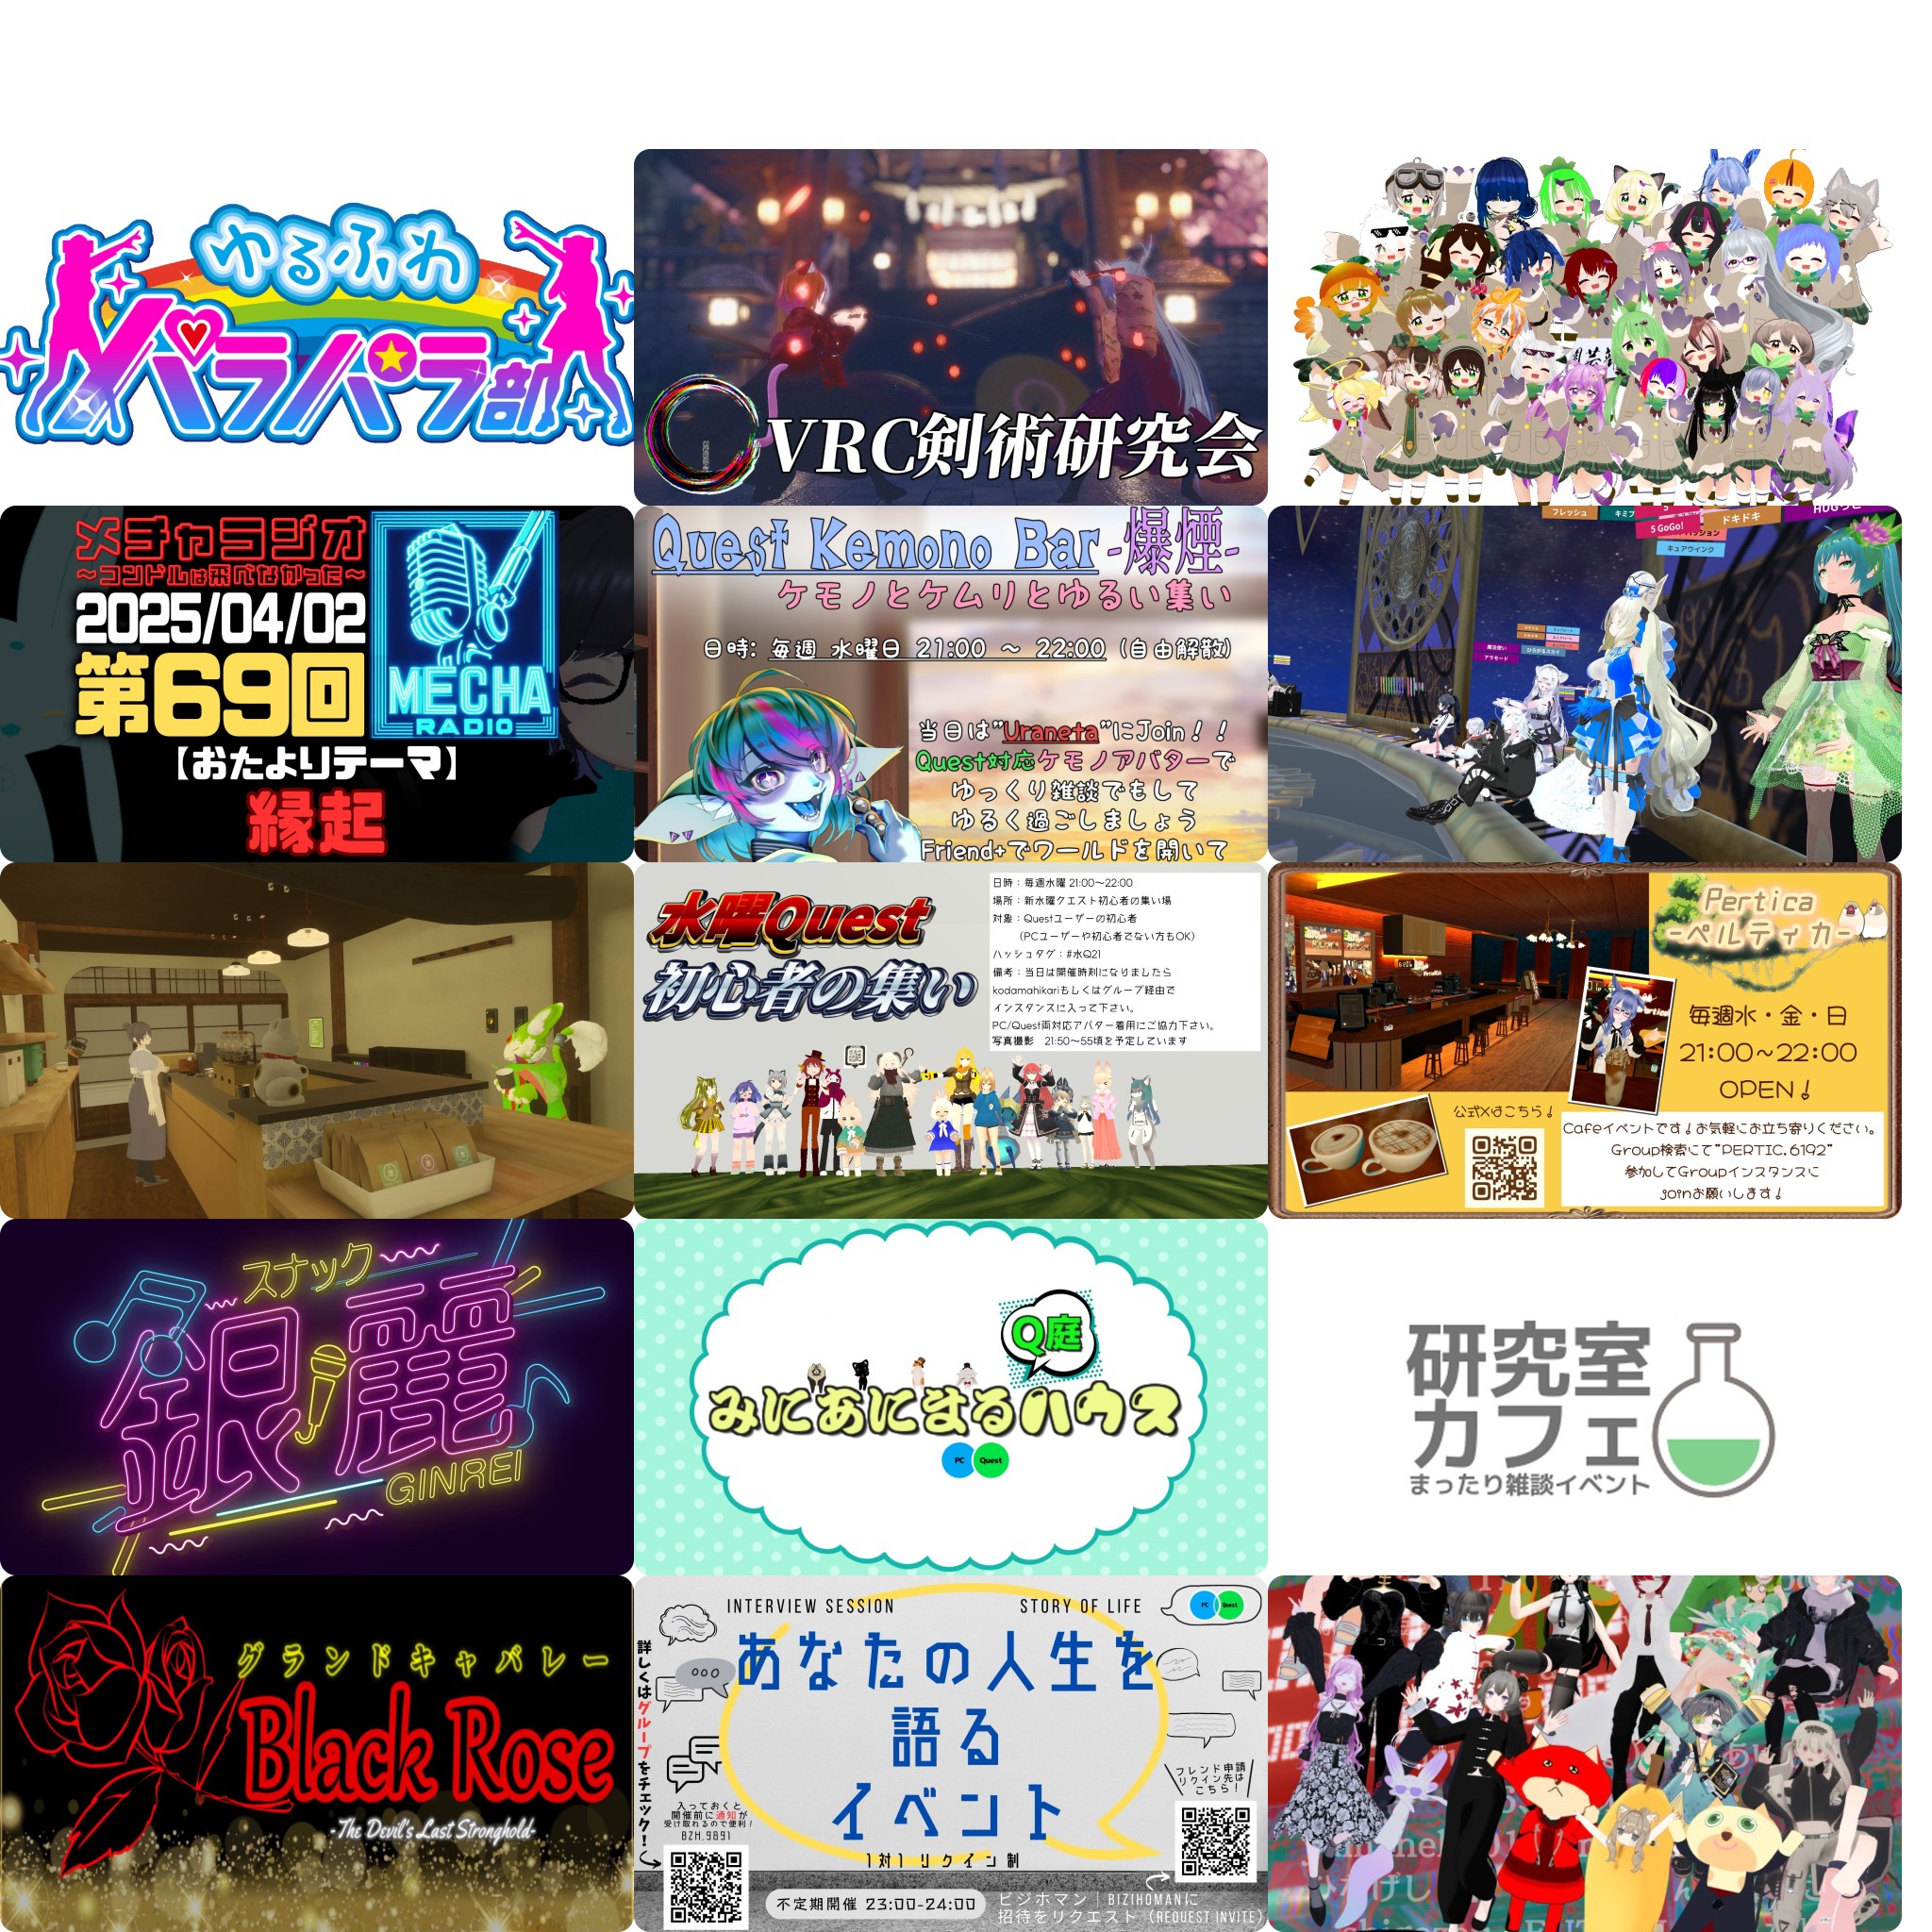 ゆるふわ
パラパラ部
VRC剣術研究会
メチャラジオ
~コンドルは飛べなかった~
2025/04/02
第69回
【おたよりテーマ】
縁起
MECHA
RADIO
Quest Kemono Bar -爆煙-
ケモノとケムリとゆるい集い
日時: 毎週 水曜日 21:00 ~ 22:00 (自由解散)
当日は"Uraneta"にJoin！！
Quest対応ケモノアバターで
ゆっくり雑談でもして
ゆるく過ごしましょう
Friend+でワールドを開いて
フレッシュ
5 GoGo!
ドキドキ
キュアウインク
水曜Quest
初心者の集い
日時：毎週水曜 21:00～22:00
場所：新水曜クエスト初心者の集い場
対象：Questユーザーの初心者
（PCユーザーや初心者でない方もOK）
ハッシュタグ：#水Q21
備考：当日は開催時刻になりましたら
kodamahikariもしくはグループ経由で
インスタンスに入って下さい。
PC/Quest両対応アバター着用にご協力下さい。
写真撮影　21:50～55頃を予定しています
Pertica
-ペルティカ-
毎週水・金・日
21:00~22:00
OPEN！
公式Xはこちら！
Cafeイベントです！お気軽にお立ち寄りください。
Group検索にて"PERTIC.6192"
参加してGroupインスタンスに
joinお願いします！
スナック
銀麗
GINREI
Q庭
みにあにまるハウス
PC Quest
研究室
カフェ
まったり雑談イベント
グランドキャバレー
Black Rose
-The Devil's Last Stronghold-
INTERVIEW SESSION
STORY OF LIFE
PC Quest
あなたの人生を
語る
イベント
1対1 リクイン制
詳しくはグループをチェック！
入っておくと
開催前に通知が
受け取れるので便利！
BZH.9891
フレンド申請
リクイン先は
こちら！
不定期開催 23:00-24:00
ビジホマン｜BIZIHOMANに
招待をリクエスト（REQUEST INVITE）